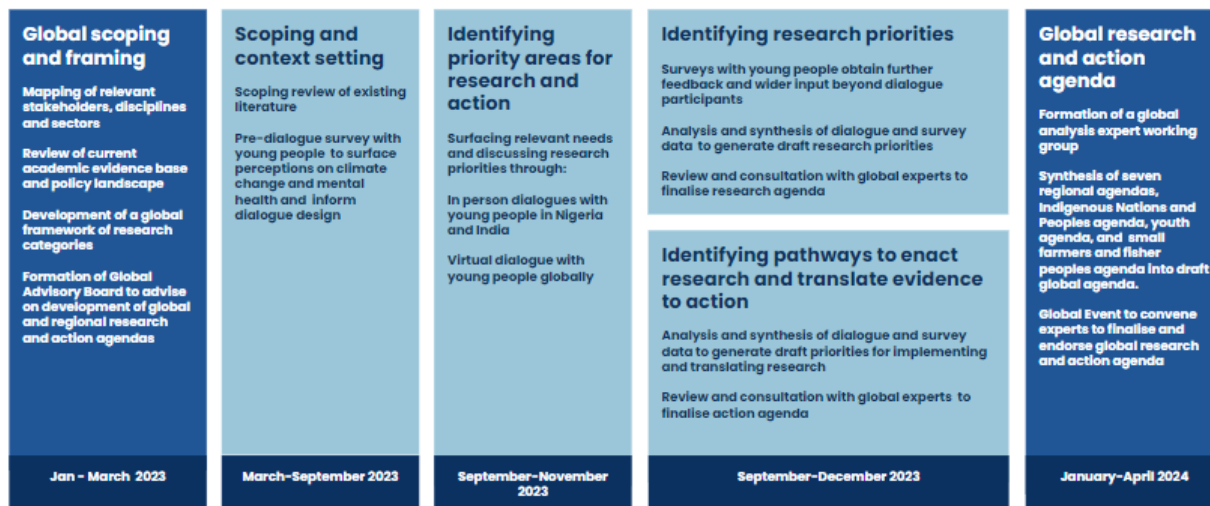 Global scoping
and framing
Mapping of relevant
stakeholders, disciplines
and sectors
Review of current
academic evidence base
and policy landscape
Development of a global
framework of research
categories
Formation of Global
Advisory Board to advise
on development of global
and regional research
and action agendas
Jan - March 2023
Scoping and
context setting
Scoping review of existing
literature
Pre-dialogue survey with
young people to surface
perceptions on climate
change and mental
health and inform
dialogue design
March-September 2023
Identifying
priority areas for
research and
action
Surfacing relevant needs
and discussing research
priorities through:
In person dialogues with
young people in Nigeria
and India
Virtual dialogue with
young people globally
September-November
2023
Identifying research priorities
Surveys with young people obtain further
feedback and wider input beyond dialogue
participants
Analysis and synthesis of dialogue and survey
data to generate draft research priorities
Review and consultation with global experts to
finalise research agenda
Identifying pathways to enact
research and translate evidence
to action
Analysis and synthesis of dialogue and survey
data to generate draft priorities for implementing
and translating research
Review and consultation with global experts to
finalise action agenda
September-December 2023
Global research
and action
agenda
Formation of a global
analysis expert working
group
Synthesis of seven
regional agendas,
Indigenous Nations and
Peoples agenda, youth
agenda, and small
farmers and fisher
peoples agenda into draft
global agenda.
Global Event to convene
experts to finalise and
endorse global research
and action agenda
January-April 2024